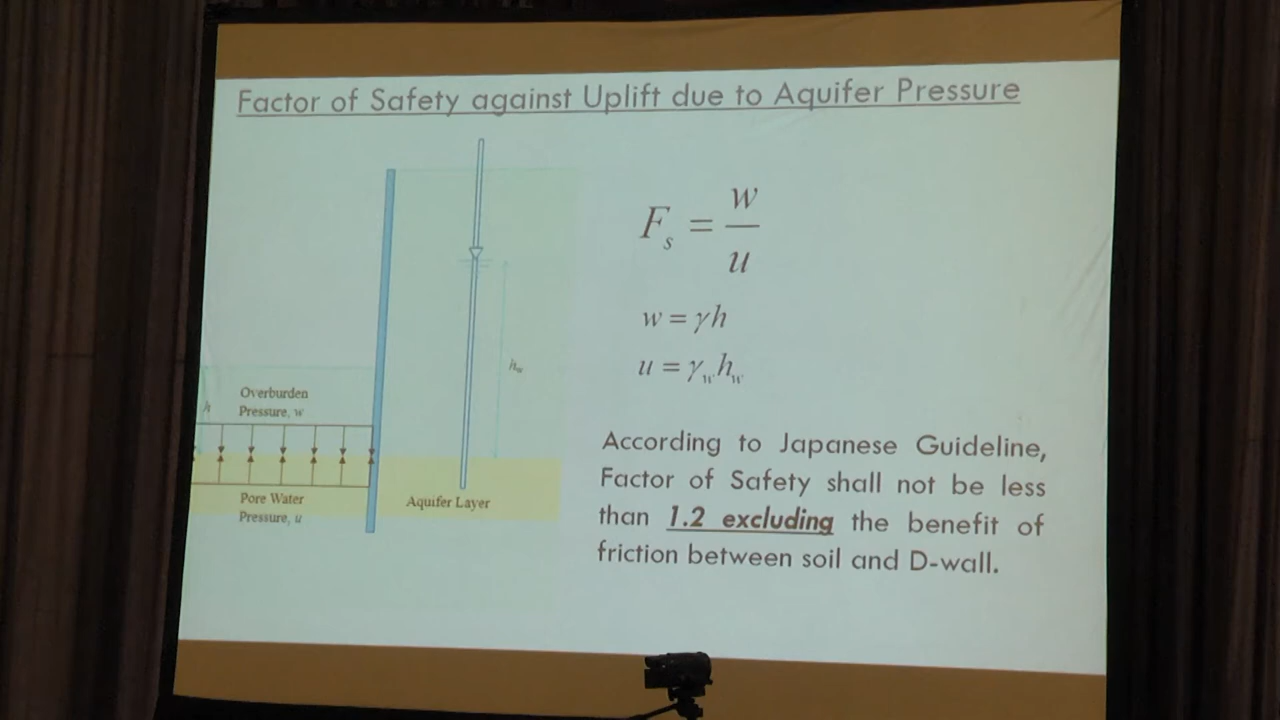 Factor of Safety against Uplift due to Aquifer Pressure
h
Overburden
Pressure, w
Pore Water
Pressure, u
Aquifer Layer
h_w
F_s = w/u
w = γh
u = γ_w h_w
According to Japanese Guideline,
Factor of Safety shall not be less
than 1.2 excluding the benefit of
friction between soil and D-wall.